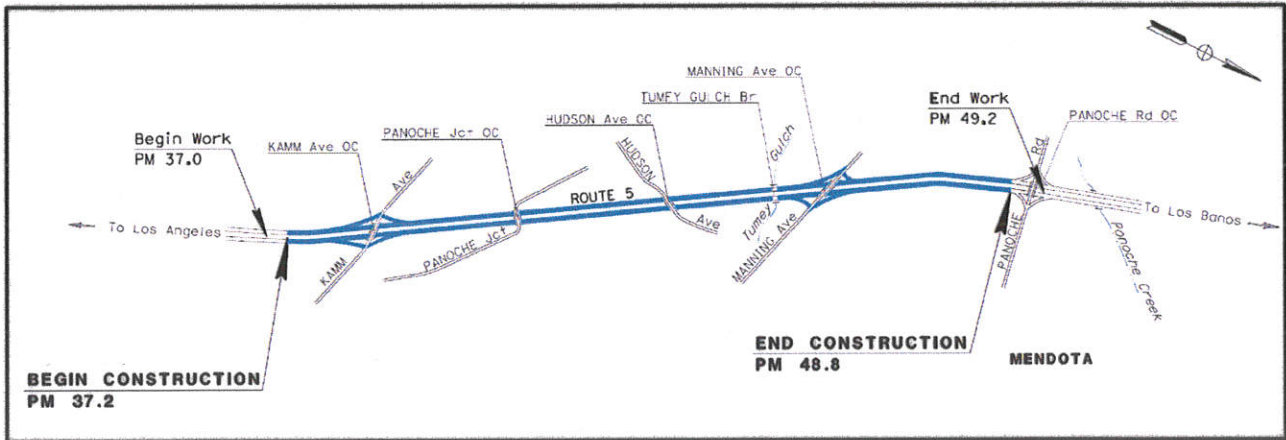 MANNING Ave OC
TUMEY GULCH Br
HUDSON Ave OC
PANOCHE Jct OC
KAMM Ave OC
Begin Work
PM 37.0
End Work
PM 49.2
PANOCHE Rd OC
Gulch
Rd
HUDSON
Ave
ROUTE 5
To Los Angeles
To Los Banos
Ave
Tumey
MANNING Ave
PANOCHE
KAMM
PANOCHE Jct
Panoche Creek
END CONSTRUCTION
PM 48.8
MENDOTA
BEGIN CONSTRUCTION
PM 37.2